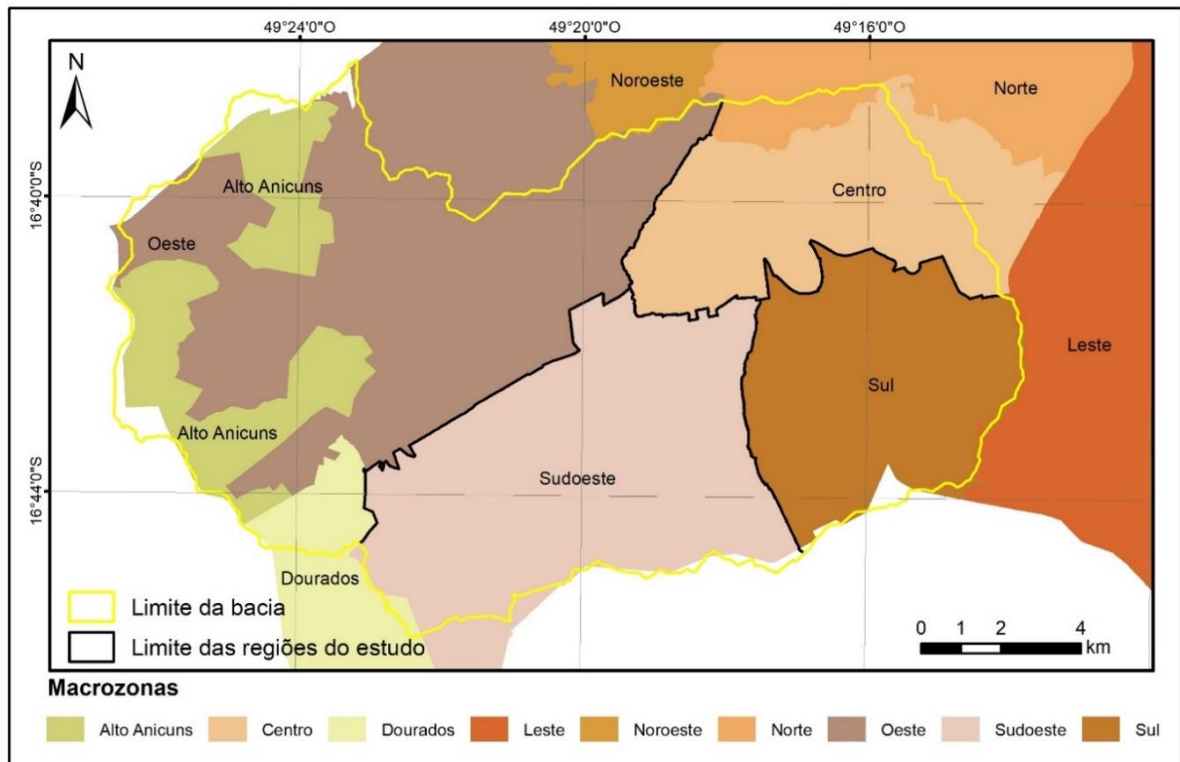 49°24'0"O 49°20'0"O 49°16'0"O
N
Noroeste
Norte
16°40'0"S
Alto Anicuns
Centro
Oeste
Leste
Sul
Alto Anicuns
Sudoeste
16°44'0"S
Dourados
Limite da bacia
Limite das regiões do estudo
0 1 2 4
km
Macrozonas
Alto Anicuns Centro Dourados Leste Noroeste Norte Oeste Sudoeste Sul